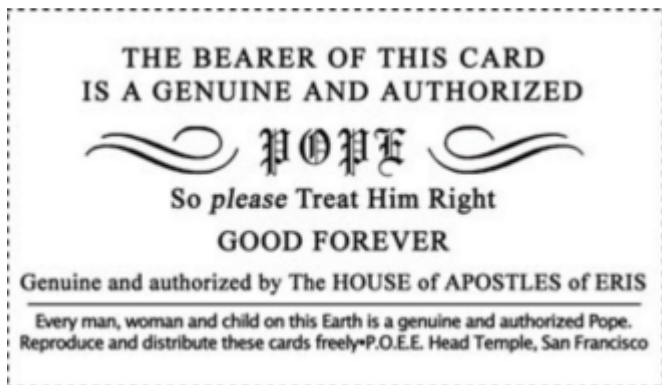 THE BEARER OF THIS CARD
IS A GENUINE AND AUTHORIZED
POPE
So please Treat Him Right
GOOD FOREVER
Genuine and authorized by The HOUSE of APOSTLES of ERIS
Every man, woman and child on this Earth is a genuine and authorized Pope.
Reproduce and distribute these cards freely•P.O.E.E. Head Temple, San Francisco